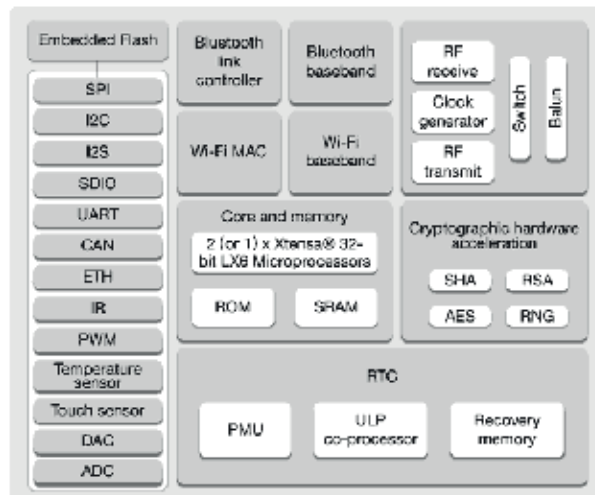 Embedded Flash
SPI
I2C
I2S
SDIO
UART
CAN
ETH
IR
PWM
Temperature
sensor
Touch sensor
DAC
ADC
Bluetooth
link
controller
Bluetooth
baseband
Wi-Fi MAC
Wi-Fi
baseband
RF
receive
Clock
generator
RF
transmit
Switch
Balun
Core and memory
2 (or 1) x Xtensa® 32-
bit LX6 Microprocessors
ROM
SRAM
Cryptographic hardware
acceleration
SHA
RSA
AES
RNG
RTC
PMU
ULP
co-processor
Recovery
memory